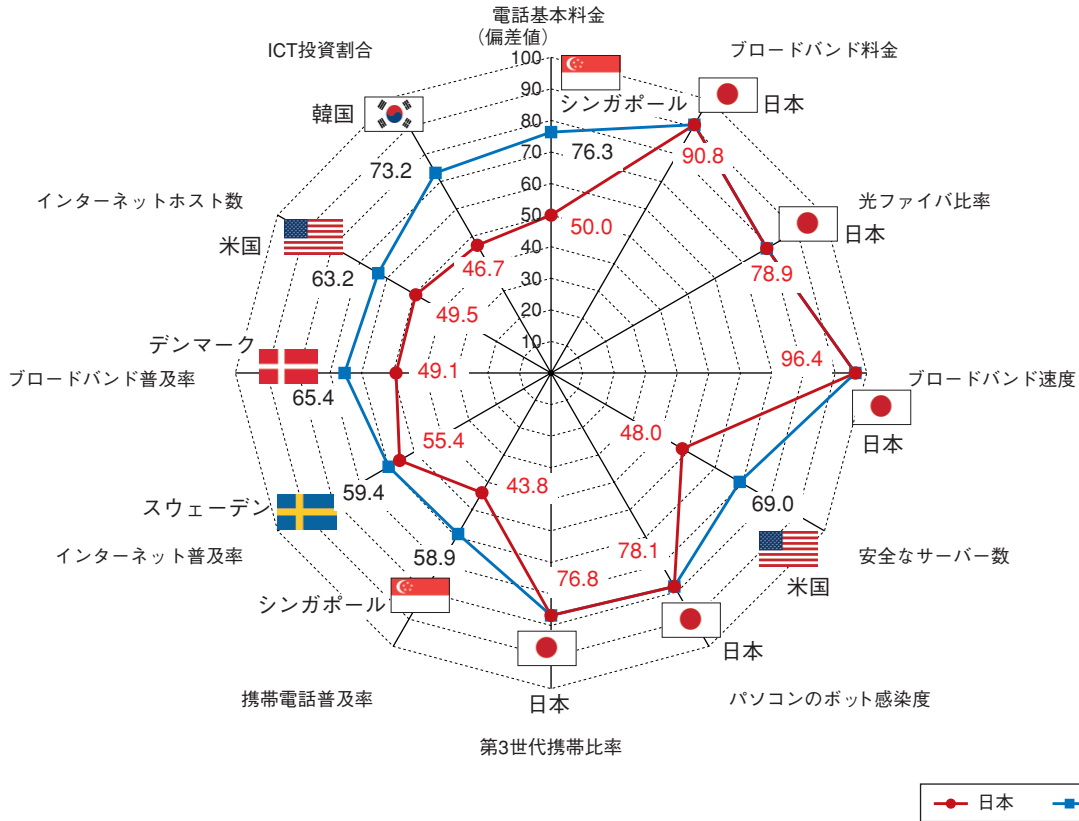 電話基本料金
(偏差値)
ICT投資割合
ブロードバンド料金
100
90
80
70
60
50
40
30
20
10
シンガポール
日本
韓国
73.2
76.3
90.8
インターネットホスト数
光ファイバ比率
米国
日本
63.2
46.7
50.0
78.9
49.5
デンマーク
ブロードバンド普及率
65.4
49.1
96.4
ブロードバンド速度
日本
55.4
48.0
スウェーデン
59.4
43.8
69.0
インターネット普及率
58.9
78.1
安全なサーバー数
米国
シンガポール
76.8
日本
携帯電話普及率
日本
パソコンのボット感染度
第3世代携帯比率
日本